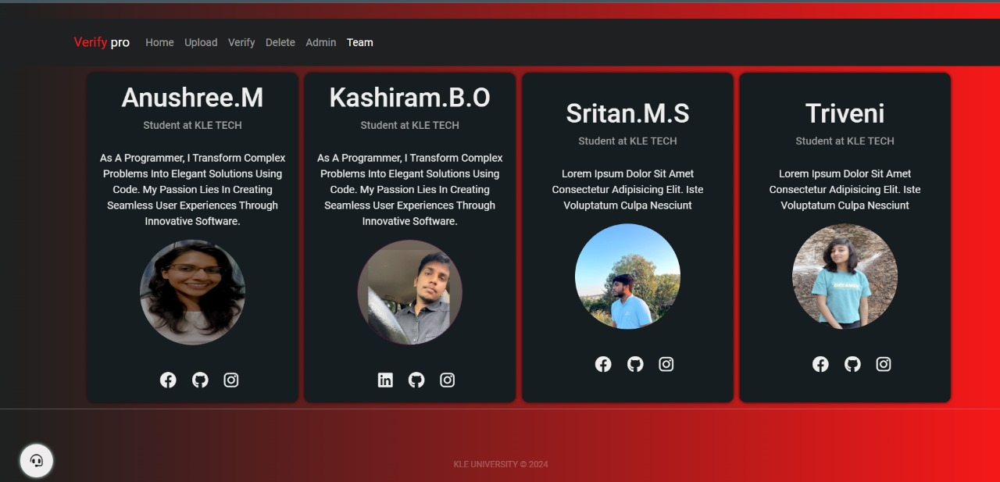 Verify pro Home Upload Verify Delete Admin Team
Anushree.M
Student at KLE TECH
As A Programmer, I Transform Complex
Problems Into Elegant Solutions Using
Code. My Passion Lies In Creating
Seamless User Experiences Through
Innovative Software.
Kashiram.B.O
Student at KLE TECH
As A Programmer, I Transform Complex
Problems Into Elegant Solutions Using
Code. My Passion Lies In Creating
Seamless User Experiences Through
Innovative Software.
in
Sritan.M.S
Student at KLE TECH
Lorem Ipsum Dolor Sit Amet
Consectetur Adipisicing Elit. Iste
Voluptatum Culpa Nesciunt
Triveni
Student at KLE TECH
Lorem Ipsum Dolor Sit Amet
Consectetur Adipisicing Elit. Iste
Voluptatum Culpa Nesciunt
KLE UNIVERSITY © 2024